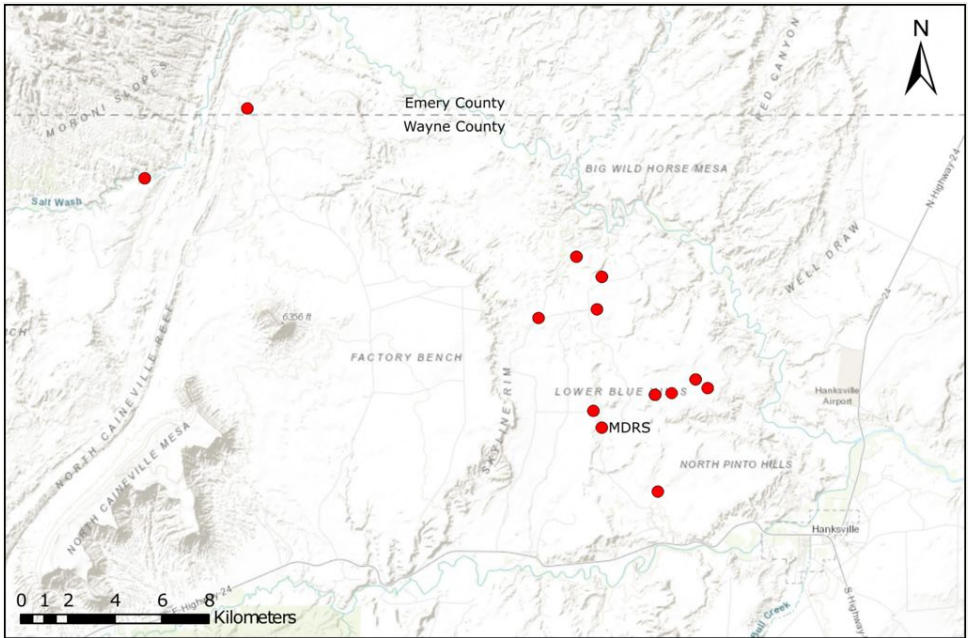 N
RED CANYON
MORONI SLOPES
Emery County
Wayne County
BIG WILD HORSE MESA
N Highway 24
Salt Wash
WELL DRAW
24
6356 ft
CH
FACTORY BENCH
NORTH CAINEVILLE REEF
SKYLINE RIM
LOWER BLUE HILLS
Hanksville
Airport
MDRS
NORTH CAINEVILLE MESA
NORTH PINTO HILLS
Hanksville
0 1 2 4 6 8
Kilometers
E Highway 24
S Highway
Bull Creek